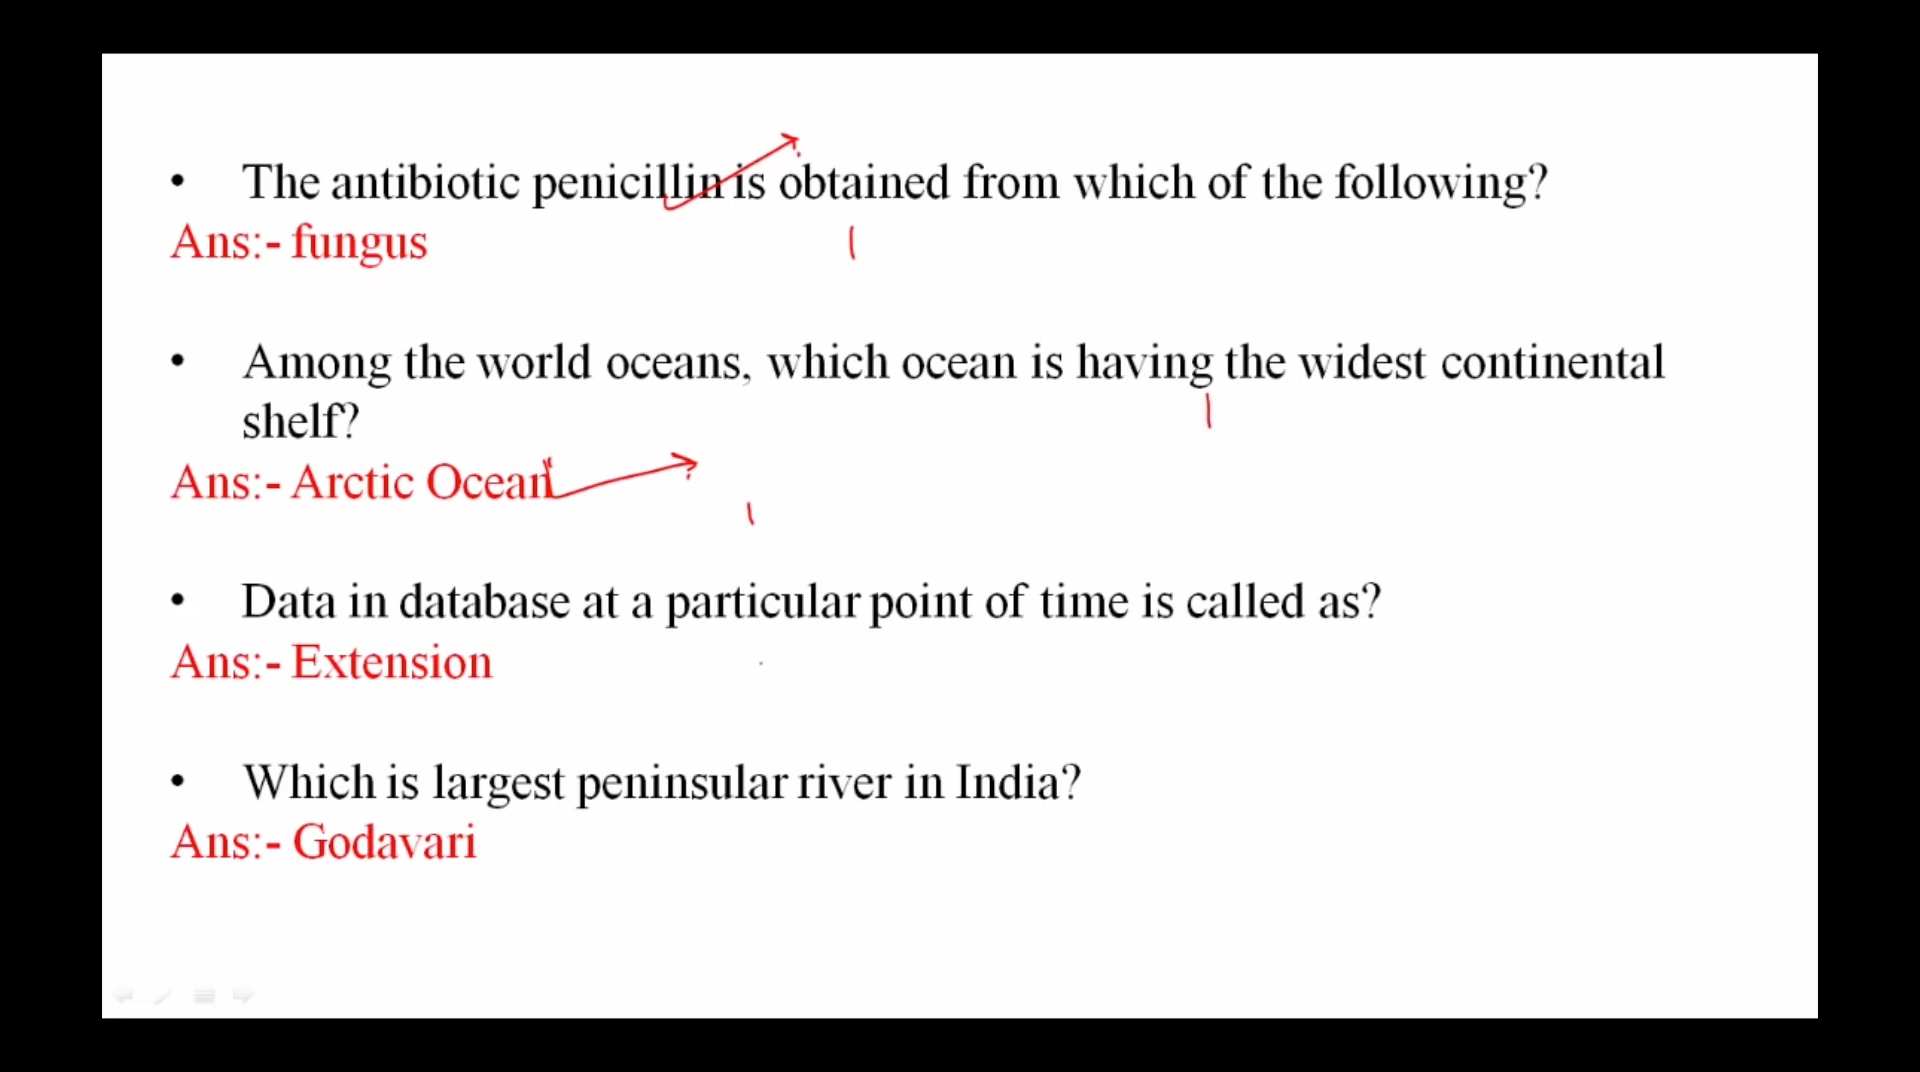 • The antibiotic penicillin is obtained from which of the following?
Ans:- fungus
• Among the world oceans, which ocean is having the widest continental
shelf?
Ans:- Arctic Ocean
• Data in database at a particular point of time is called as?
Ans:- Extension
• Which is largest peninsular river in India?
Ans:- Godavari